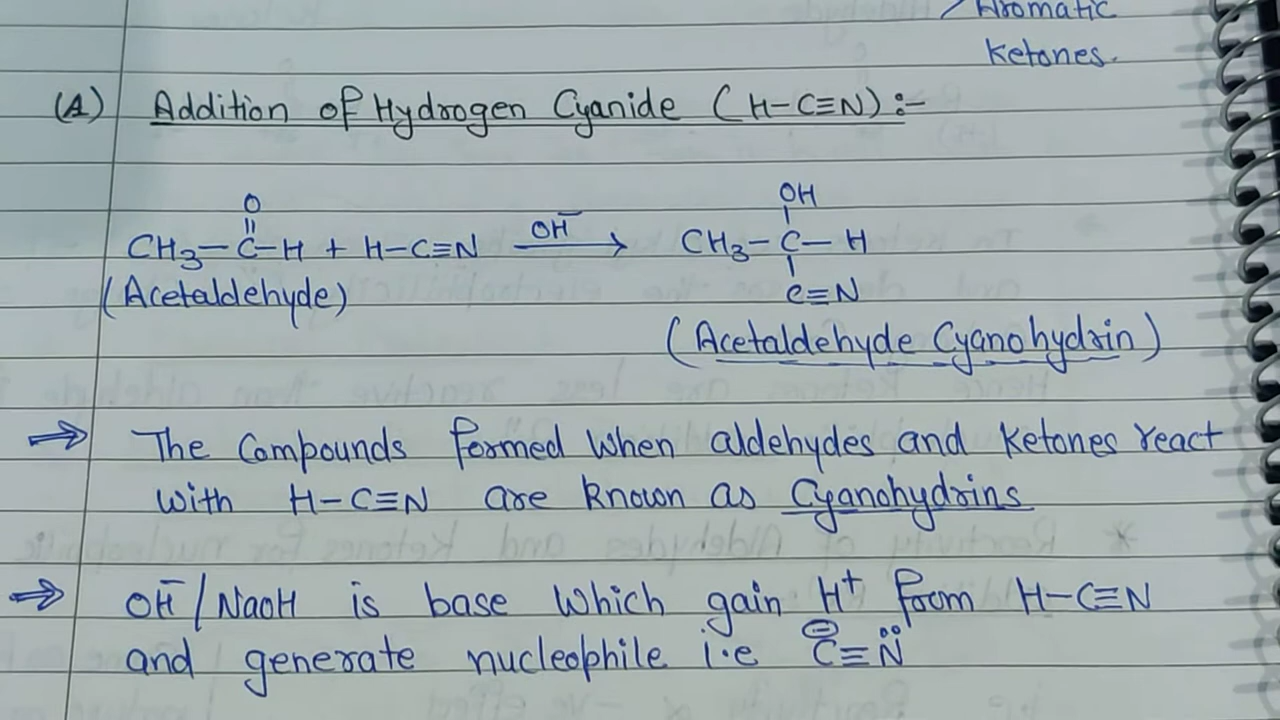 Aromatic
Ketones.
(A) Addition of Hydrogen Cyanide (H-C≡N) :-
O
||
CH3-C-H + H-C≡N —OH⁻→ CH3-C-H
OH
|
|
C≡N
(Acetaldehyde)
(Acetaldehyde Cyanohydrin)
⇒ The Compounds formed when aldehydes and Ketones react
with H-C≡N are known as Cyanohydrins
⇒ OH⁻/NaOH is base which gain H⁺ from H-C≡N
and generate nucleophile i.e ⊖C≡N̈